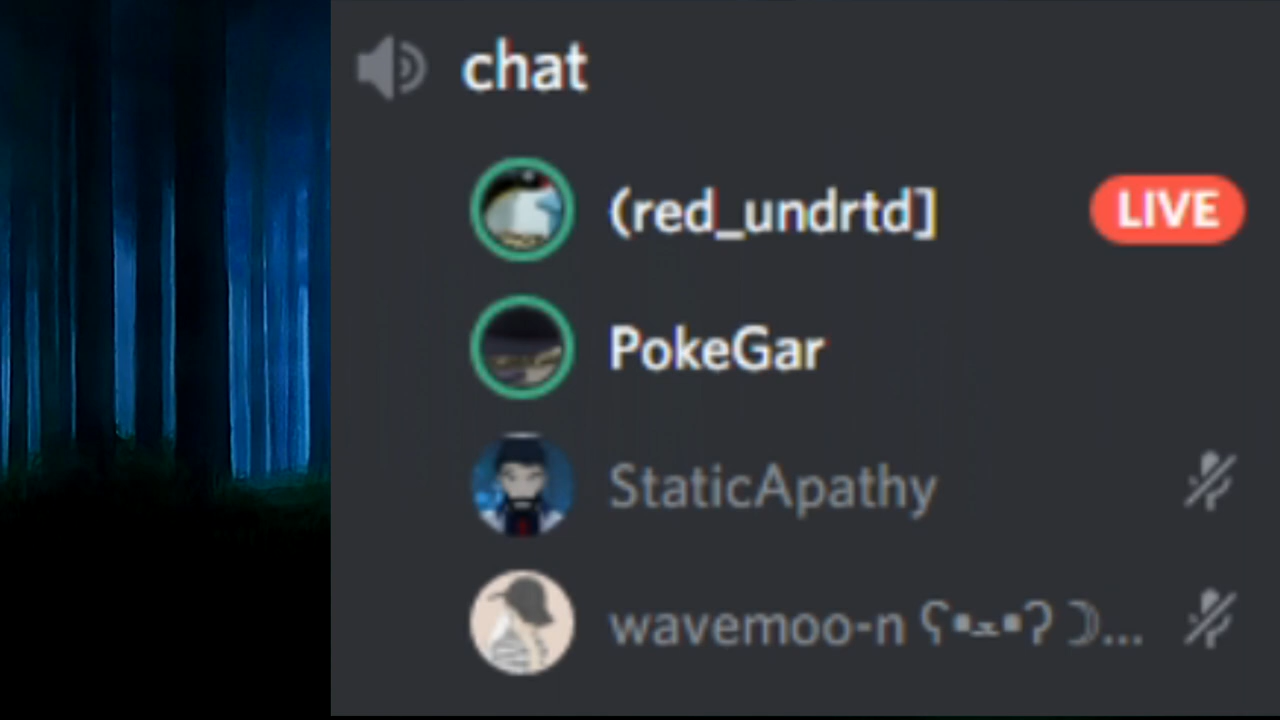 chat
(red_undrtd]
LIVE
PokeGar
StaticApathy
wavemoo-n ʕ•ﻌ•ʔ ☽...